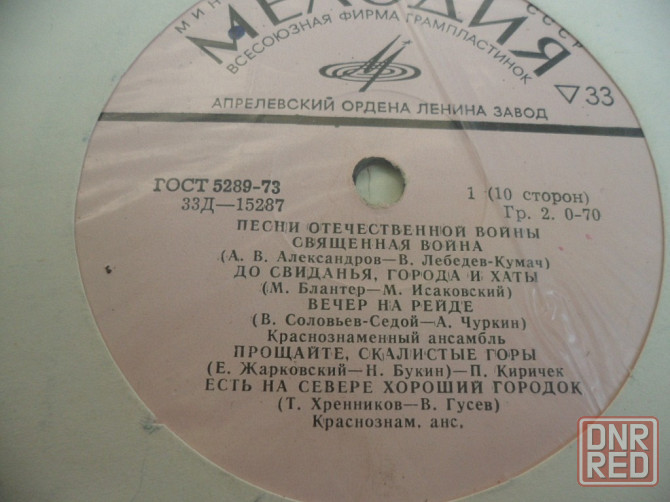 МИН СССР
МЕЛОДИЯ
ВСЕСОЮЗНАЯ ФИРМА ГРАМПЛАСТИНОК
АПРЕЛЕВСКИЙ ОРДЕНА ЛЕНИНА ЗАВОД
▽33
ГОСТ 5289-73
33Д—15287
1 (10 сторон)
Гр. 2. 0-70
ПЕСНИ ОТЕЧЕСТВЕННОЙ ВОЙНЫ
СВЯЩЕННАЯ ВОЙНА
(А. В. Александров—В. Лебедев-Кумач)
ДО СВИДАНЬЯ, ГОРОДА И ХАТЫ
(М. Блантер—М. Исаковский)
ВЕЧЕР НА РЕЙДЕ
(В. Соловьев-Седой—А. Чуркин)
Краснознаменный ансамбль
ПРОЩАЙТЕ, СКАЛИСТЫЕ ГОРЫ
(Е. Жарковский—Н. Букин)—П. Киричек
ЕСТЬ НА СЕВЕРЕ ХОРОШИЙ ГОРОДОК
(Т. Хренников—В. Гусев)
Краснознам. анс.
DNR
RED